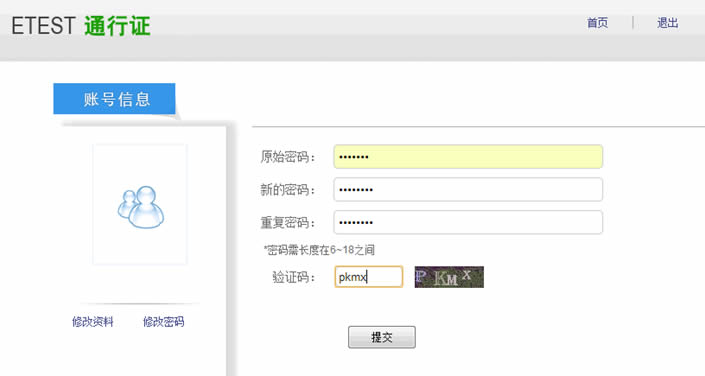 ETEST 通行证
首页 | 退出
账号信息
原始密码： •••••••
新的密码： ••••••••
重复密码： ••••••••
*密码需长度在6~18之间
验证码： pkmx PKMX
修改资料 修改密码
提交